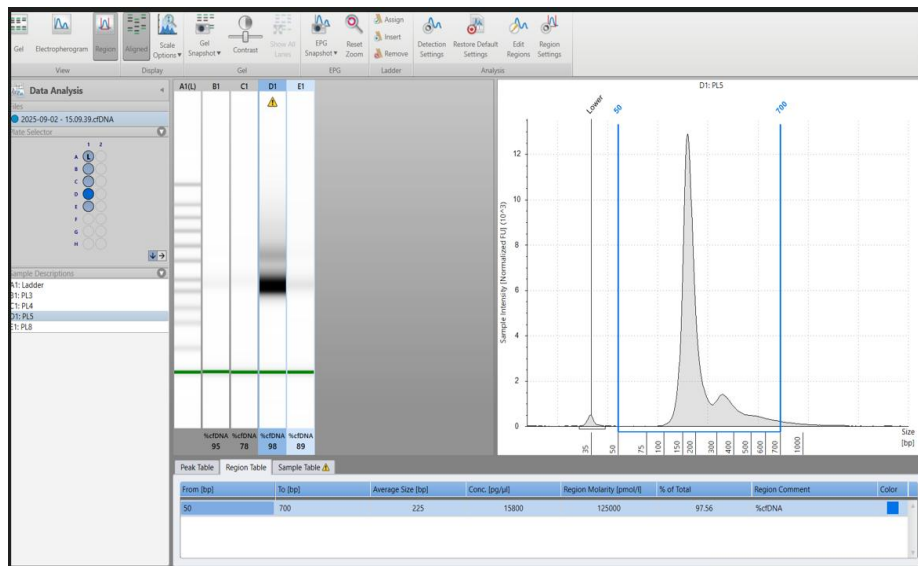 Gel
Electropherogram
Region
Aligned
Scale
Options
Gel
Snapshot
Contrast
Show All
Lanes
EPG
Snapshot
Reset
Zoom
Assign
Insert
Remove
Detection
Settings
Restore Default
Settings
Edit
Regions
Region
Settings
View
Display
Gel
EPG
Ladder
Analysis
Data Analysis
2025-09-02 - 15.09.39.cfDNA
late Selector
1 2
A L
B
C
D
E
F
G
H
ample Descriptions
A1: Ladder
B1: PL3
C1: PL4
D1: PL5
E1: PL8
A1(L) B1 C1 D1 E1
%cfDNA %cfDNA %cfDNA %cfDNA
95 78 98 89
D1: PL5
Lower
50
700
Sample Intensity [Normalized FU] (10^3)
12
10
8
6
4
2
0
35 50 75 100 150 200 300 400 500 600 700 1000
Size
[bp]
Peak Table Region Table Sample Table
From [bp] To [bp] Average Size [bp] Conc. [pg/µl] Region Molarity [pmol/l] % of Total Region Comment Color
50 700 225 15800 125000 97.56 %cfDNA